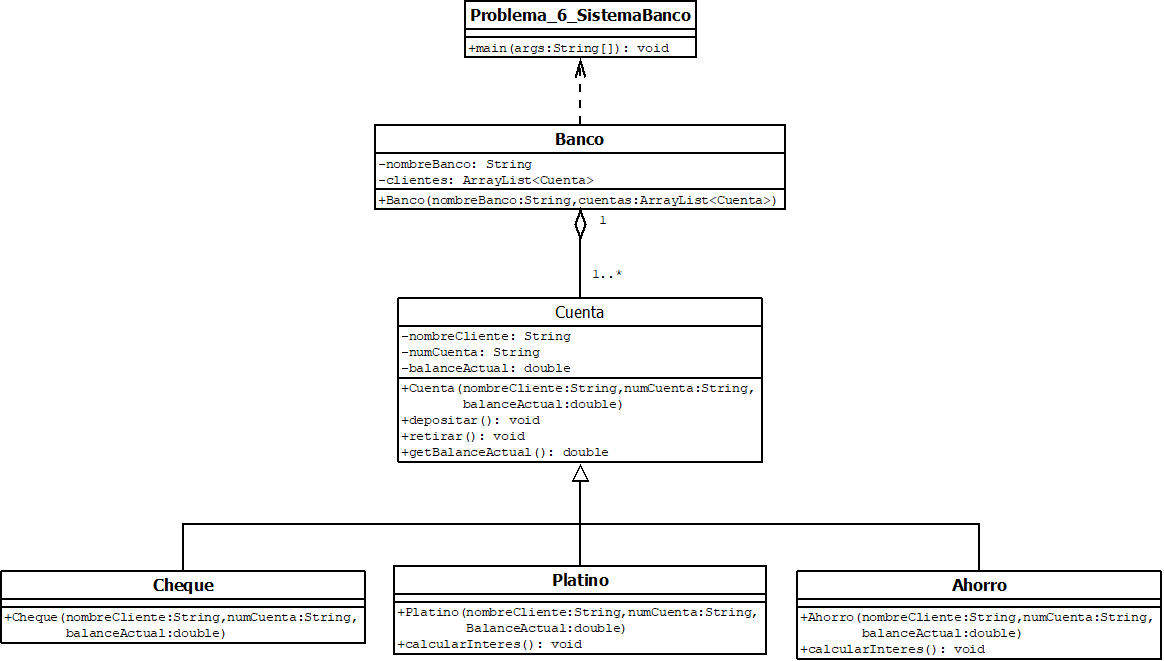 Problema_6_SistemaBanco
+main(args:String[]): void
Banco
-nombreBanco: String
-clientes: ArrayList<Cuenta>
+Banco(nombreBanco:String,cuentas:ArrayList<Cuenta>)
1
1..*
Cuenta
-nombreCliente: String
-numCuenta: String
-balanceActual: double
+Cuenta(nombreCliente:String,numCuenta:String,
balanceActual:double)
+depositar(): void
+retirar(): void
+getBalanceActual(): double
Cheque
+Cheque(nombreCliente:String,numCuenta:String,
balanceActual:double)
Platino
+Platino(nombreCliente:String,numCuenta:String,
BalanceActual:double)
+calcularInteres(): void
Ahorro
+Ahorro(nombreCliente:String,numCuenta:String,
balanceActual:double)
+calcularInteres(): void